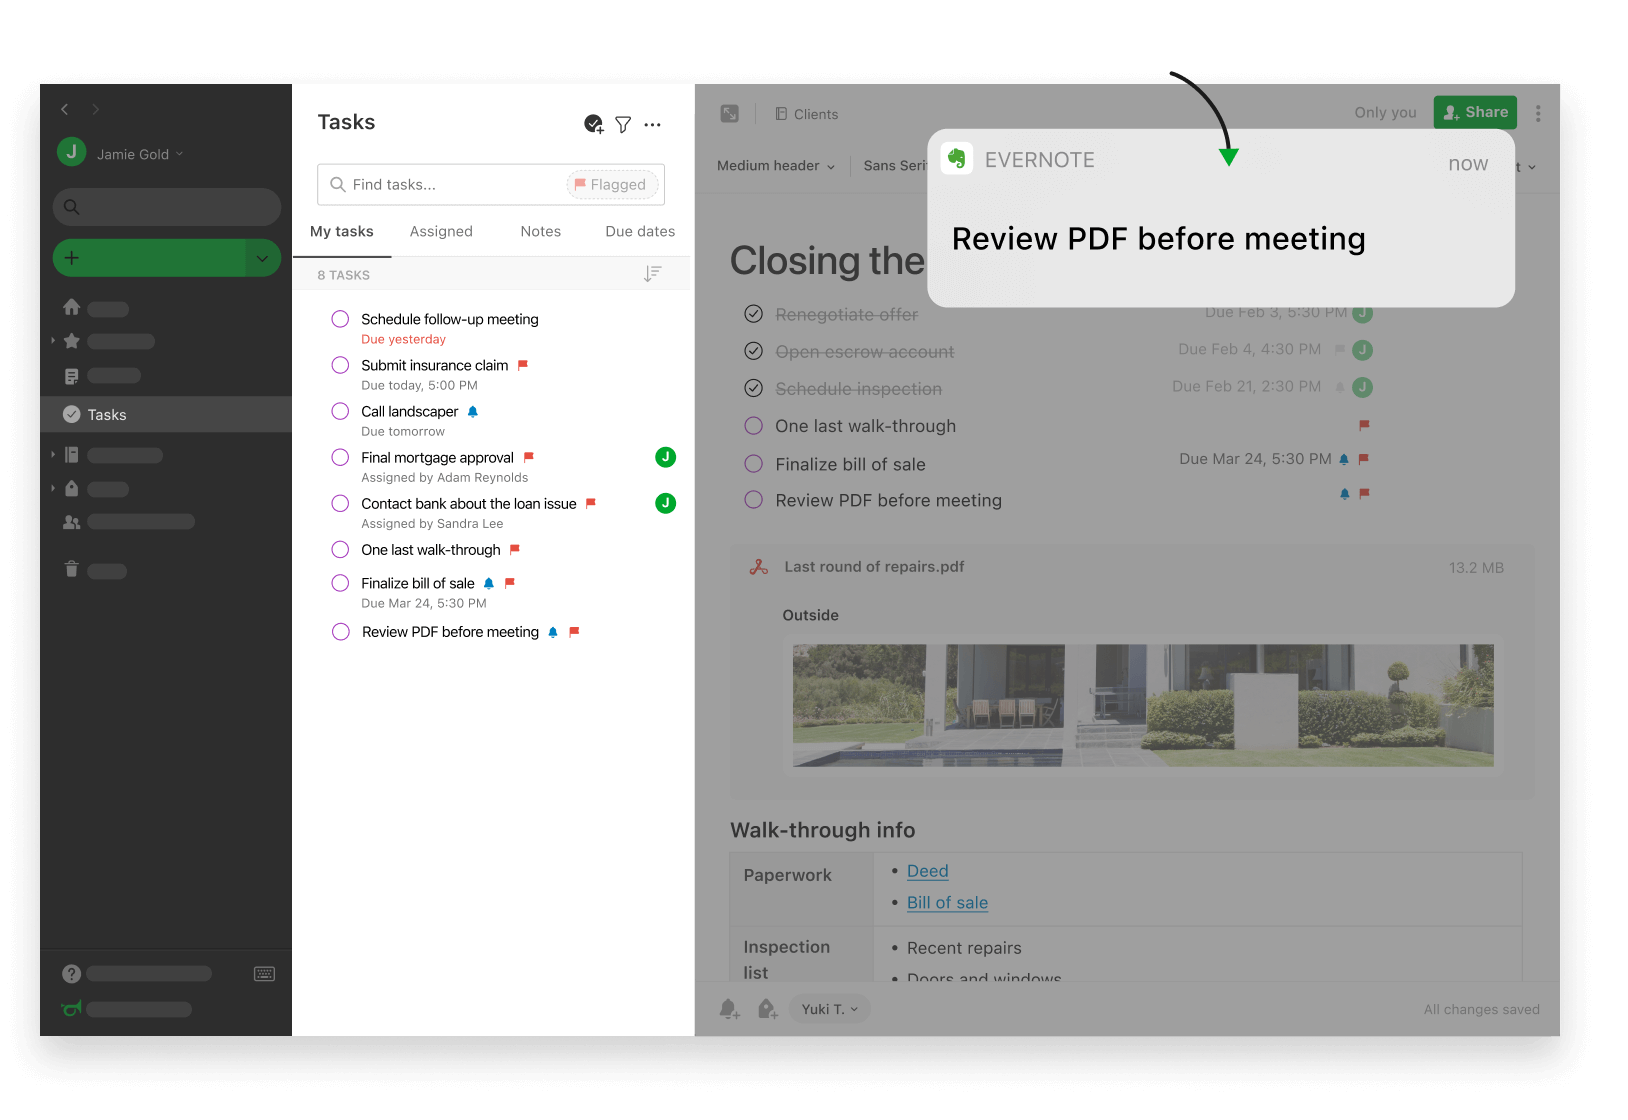 J
Jamie Gold
Tasks
Tasks
Find tasks...
Flagged
My tasks
Assigned
Notes
Due dates
8 TASKS
Schedule follow-up meeting
Due yesterday
Submit insurance claim
Due today, 5:00 PM
Call landscaper
Due tomorrow
Final mortgage approval
J
Assigned by Adam Reynolds
Contact bank about the loan issue
J
Assigned by Sandra Lee
One last walk-through
Finalize bill of sale
Due Mar 24, 5:30 PM
Review PDF before meeting
Clients
Only you
Share
Medium header
Sans Seri
t
EVERNOTE
now
Review PDF before meeting
Closing the
Renegotiate offer
Due Feb 3, 5:30 PM
J
Open escrow account
Due Feb 4, 4:30 PM
J
Schedule inspection
Due Feb 21, 2:30 PM
J
One last walk-through
Finalize bill of sale
Due Mar 24, 5:30 PM
Review PDF before meeting
Last round of repairs.pdf
13.2 MB
Outside
Walk-through info
Paperwork
• Deed
• Bill of sale
Inspection
list
• Recent repairs
• Doors and windows
Yuki T.
All changes saved